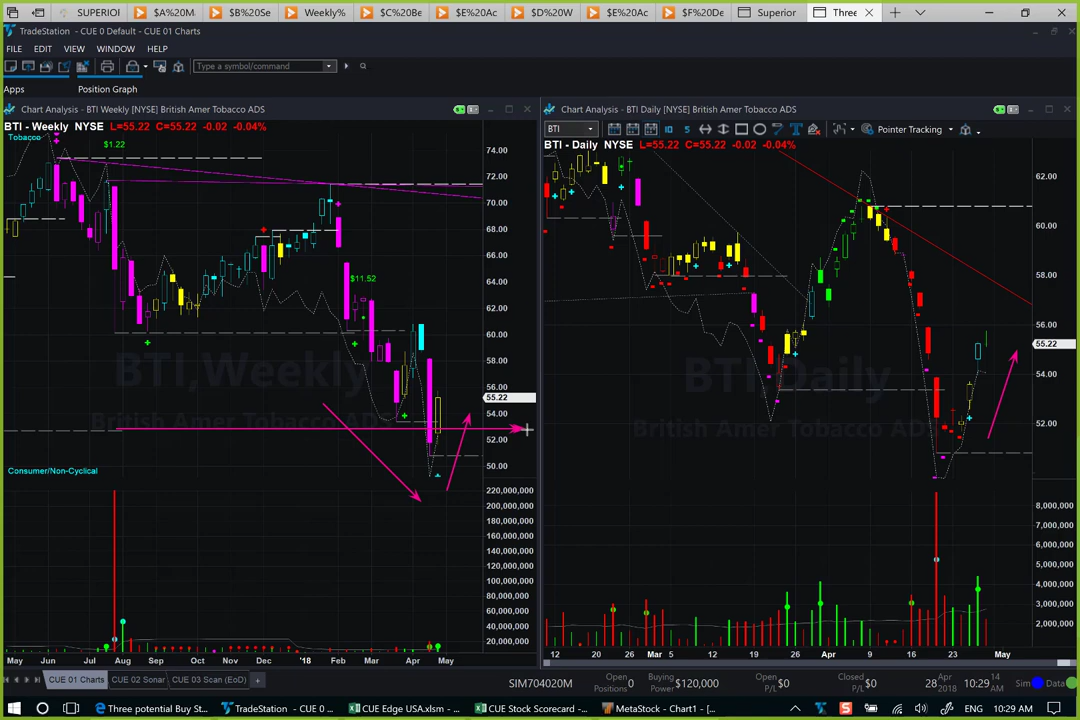 SUPERIOI
$A%M
$B%Se
Weekly%
$C%Be
$E%Ac
$D%W
$E%Ac
$F%De
Superior
Three
TradeStation - CUE 0 Default - CUE 01 Charts
FILE EDIT VIEW WINDOW HELP
Type a symbol/command
Apps Position Graph
Chart Analysis - BTI Weekly [NYSE] British Amer Tobacco ADS
BTI - Weekly NYSE L=55.22 C=55.22 -0.02 -0.04%
Tobacco
$1.22
$11.52
BTI,Weekly
British Amer Tobacco ADS
Consumer/Non-Cyclical
74.00
72.00
70.00
68.00
66.00
64.00
62.00
60.00
58.00
56.00
55.22
54.00
52.00
50.00
220,000,000
200,000,000
180,000,000
160,000,000
140,000,000
120,000,000
100,000,000
80,000,000
60,000,000
40,000,000
20,000,000
May Jun Jul Aug Sep Oct Nov Dec '18 Feb Mar Apr May
Chart Analysis - BTI Daily [NYSE] British Amer Tobacco ADS
BTI
10 5
Pointer Tracking
BTI - Daily NYSE L=55.22 C=55.22 -0.02 -0.04%
BTI,Daily
British Amer Tobacco ADS
62.00
60.00
58.00
56.00
55.22
54.00
52.00
8,000,000
7,000,000
6,000,000
5,000,000
4,000,000
3,000,000
2,000,000
12 20 26 Mar 5 12 19 26 Apr 9 16 23 May
CUE 01 Charts CUE 02 Sonar CUE 03 Scan (EoD) +
SIM704020M
Open Positions 0
Buying Power $120,000
Open P/L $0
Closed P/L $0
28 Apr 2018
10:29 14 AM
Sim Data
Three potential Buy St...
TradeStation - CUE 0 ...
CUE Edge USA.xlsm - ...
CUE Stock Scorecard -...
MetaStock - Chart1 - [...
10:29 AM